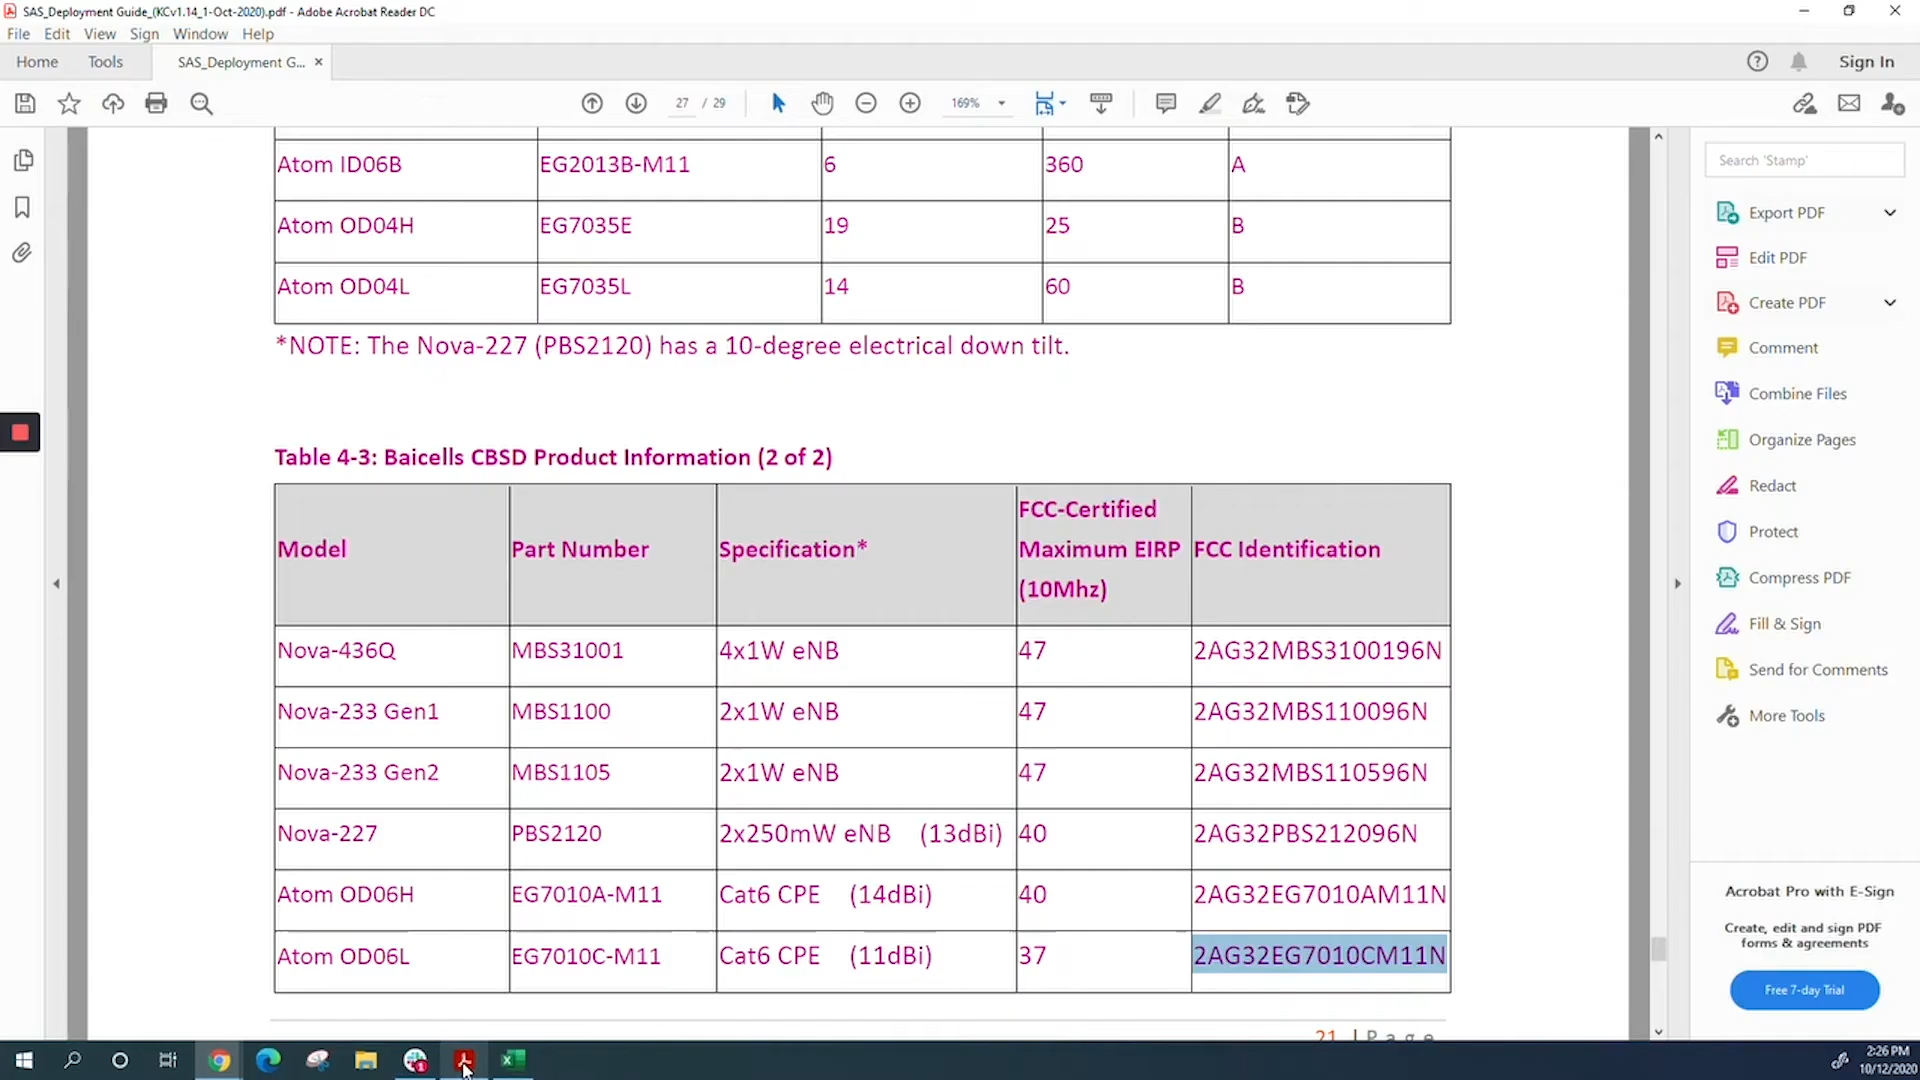 SAS_Deployment Guide_(KCv1.14_1-Oct-2020).pdf - Adobe Acrobat Reader DC
File Edit View Sign Window Help
Home Tools SAS_Deployment G... × Sign In
27 / 29 169%
Search 'Stamp'
Export PDF
Edit PDF
Create PDF
Comment
Combine Files
Organize Pages
Redact
Protect
Compress PDF
Fill & Sign
Send for Comments
More Tools
Acrobat Pro with E-Sign
Create, edit and sign PDF
forms & agreements
Free 7-day Trial
Atom ID06B EG2013B-M11 6 360 A
Atom OD04H EG7035E 19 25 B
Atom OD04L EG7035L 14 60 B
*NOTE: The Nova-227 (PBS2120) has a 10-degree electrical down tilt.
Table 4-3: Baicells CBSD Product Information (2 of 2)
Model Part Number Specification* FCC-Certified Maximum EIRP (10Mhz) FCC Identification
Nova-436Q MBS31001 4x1W eNB 47 2AG32MBS3100196N
Nova-233 Gen1 MBS1100 2x1W eNB 47 2AG32MBS110096N
Nova-233 Gen2 MBS1105 2x1W eNB 47 2AG32MBS110596N
Nova-227 PBS2120 2x250mW eNB (13dBi) 40 2AG32PBS212096N
Atom OD06H EG7010A-M11 Cat6 CPE (14dBi) 40 2AG32EG7010AM11N
Atom OD06L EG7010C-M11 Cat6 CPE (11dBi) 37 2AG32EG7010CM11N
21 | Page
2:26 PM
10/12/2020